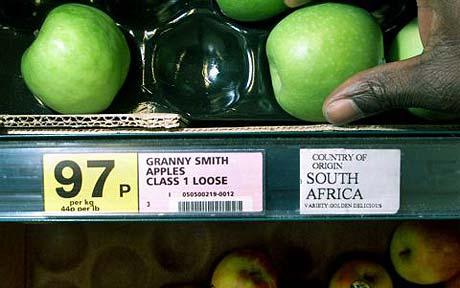 97P
per kg
44p per lb
GRANNY SMITH
APPLES
CLASS 1 LOOSE
1 050500219-0012
3
COUNTRY OF
ORIGIN
SOUTH
AFRICA
VARIETY-GOLDEN DELICIOUS